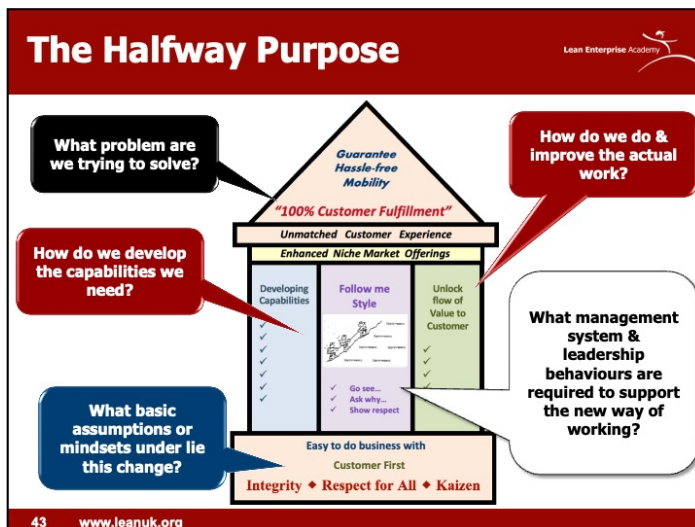 The Halfway Purpose
Lean Enterprise Academy
What problem are
we trying to solve?
Guarantee
Hassle-free
Mobility
"100% Customer Fulfillment"
How do we do &
improve the actual
work?
Unmatched Customer Experience
Enhanced Niche Market Offerings
How do we develop
the capabilities we
need?
Developing
Capabilities
✓
✓
✓
✓
✓
✓
✓
Follow me
Style
✓ Go see...
✓ Ask why...
✓ Show respect
Unlock
flow of
Value to
Customer
✓
✓
✓
✓
What management
system &
leadership
behaviours are
required to support
the new way of
working?
What basic
assumptions or
mindsets under lie
this change?
Easy to do business with
Customer First
Integrity ◆ Respect for All ◆ Kaizen
43 www.leanuk.org